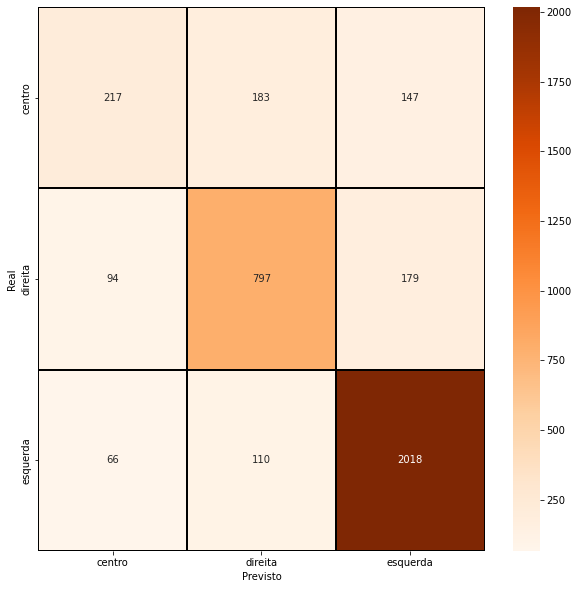 centro
217 183 147
Real
direita
94 797 179
esquerda
66 110 2018
centro direita esquerda
Previsto
2000
1750
1500
1250
1000
750
500
250